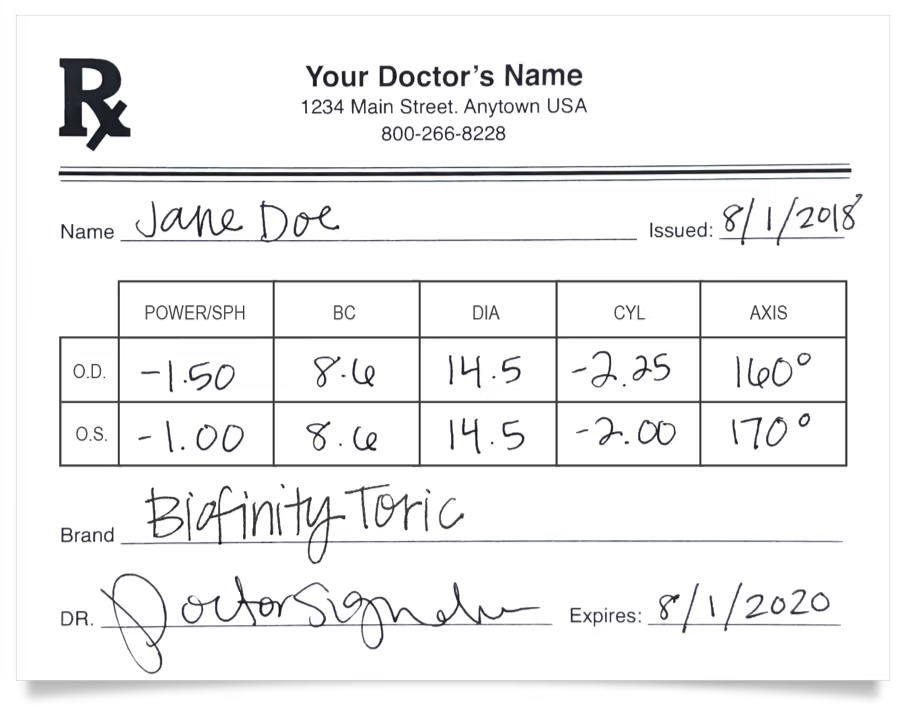 Rx
Your Doctor's Name
1234 Main Street. Anytown USA
800-266-8228
Name Jane Doe Issued: 8/1/2018
POWER/SPH BC DIA CYL AXIS
O.D. -1.50 8.6 14.5 -2.25 160°
O.S. -1.00 8.6 14.5 -2.00 170°
Brand Biofinity Toric
DR. Doctor Signature Expires: 8/1/2020